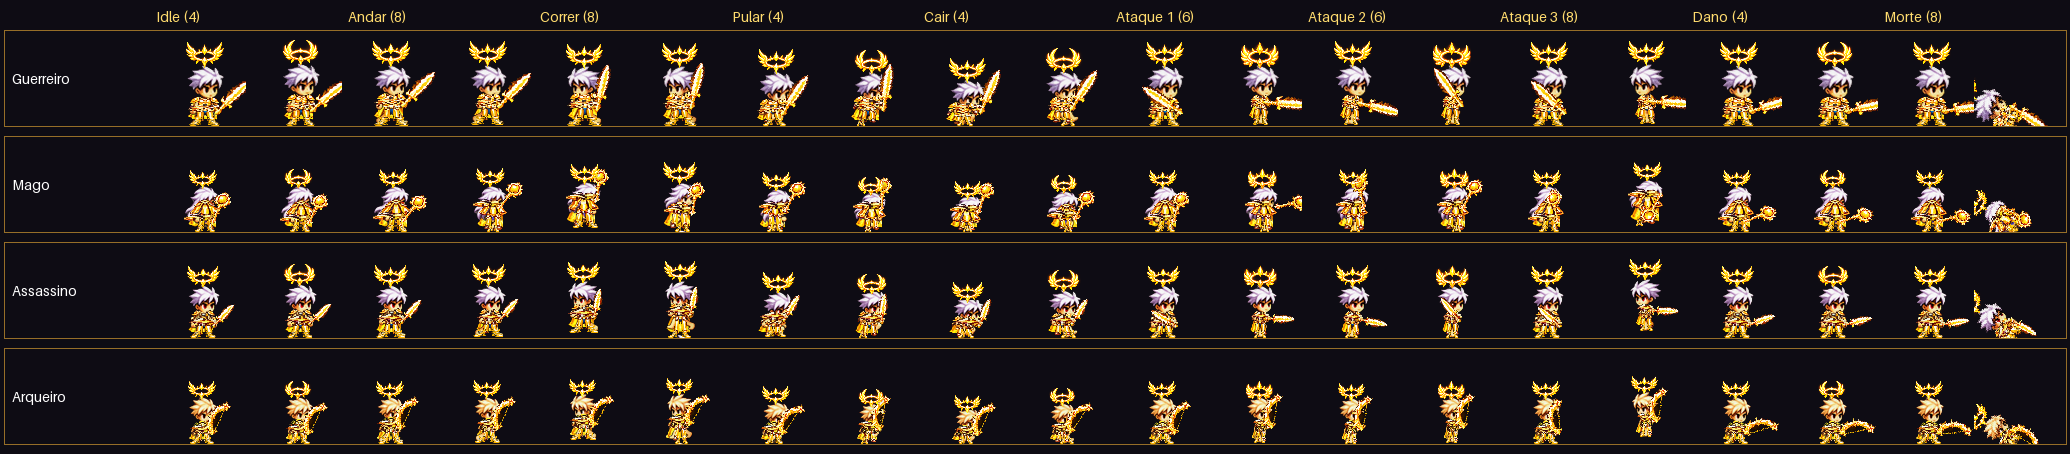 Idle (4) Andar (8) Correr (8) Pular (4) Cair (4) Ataque 1 (6) Ataque 2 (6) Ataque 3 (8) Dano (4) Morte (8)
Guerreiro
Mago
Assassino
Arqueiro